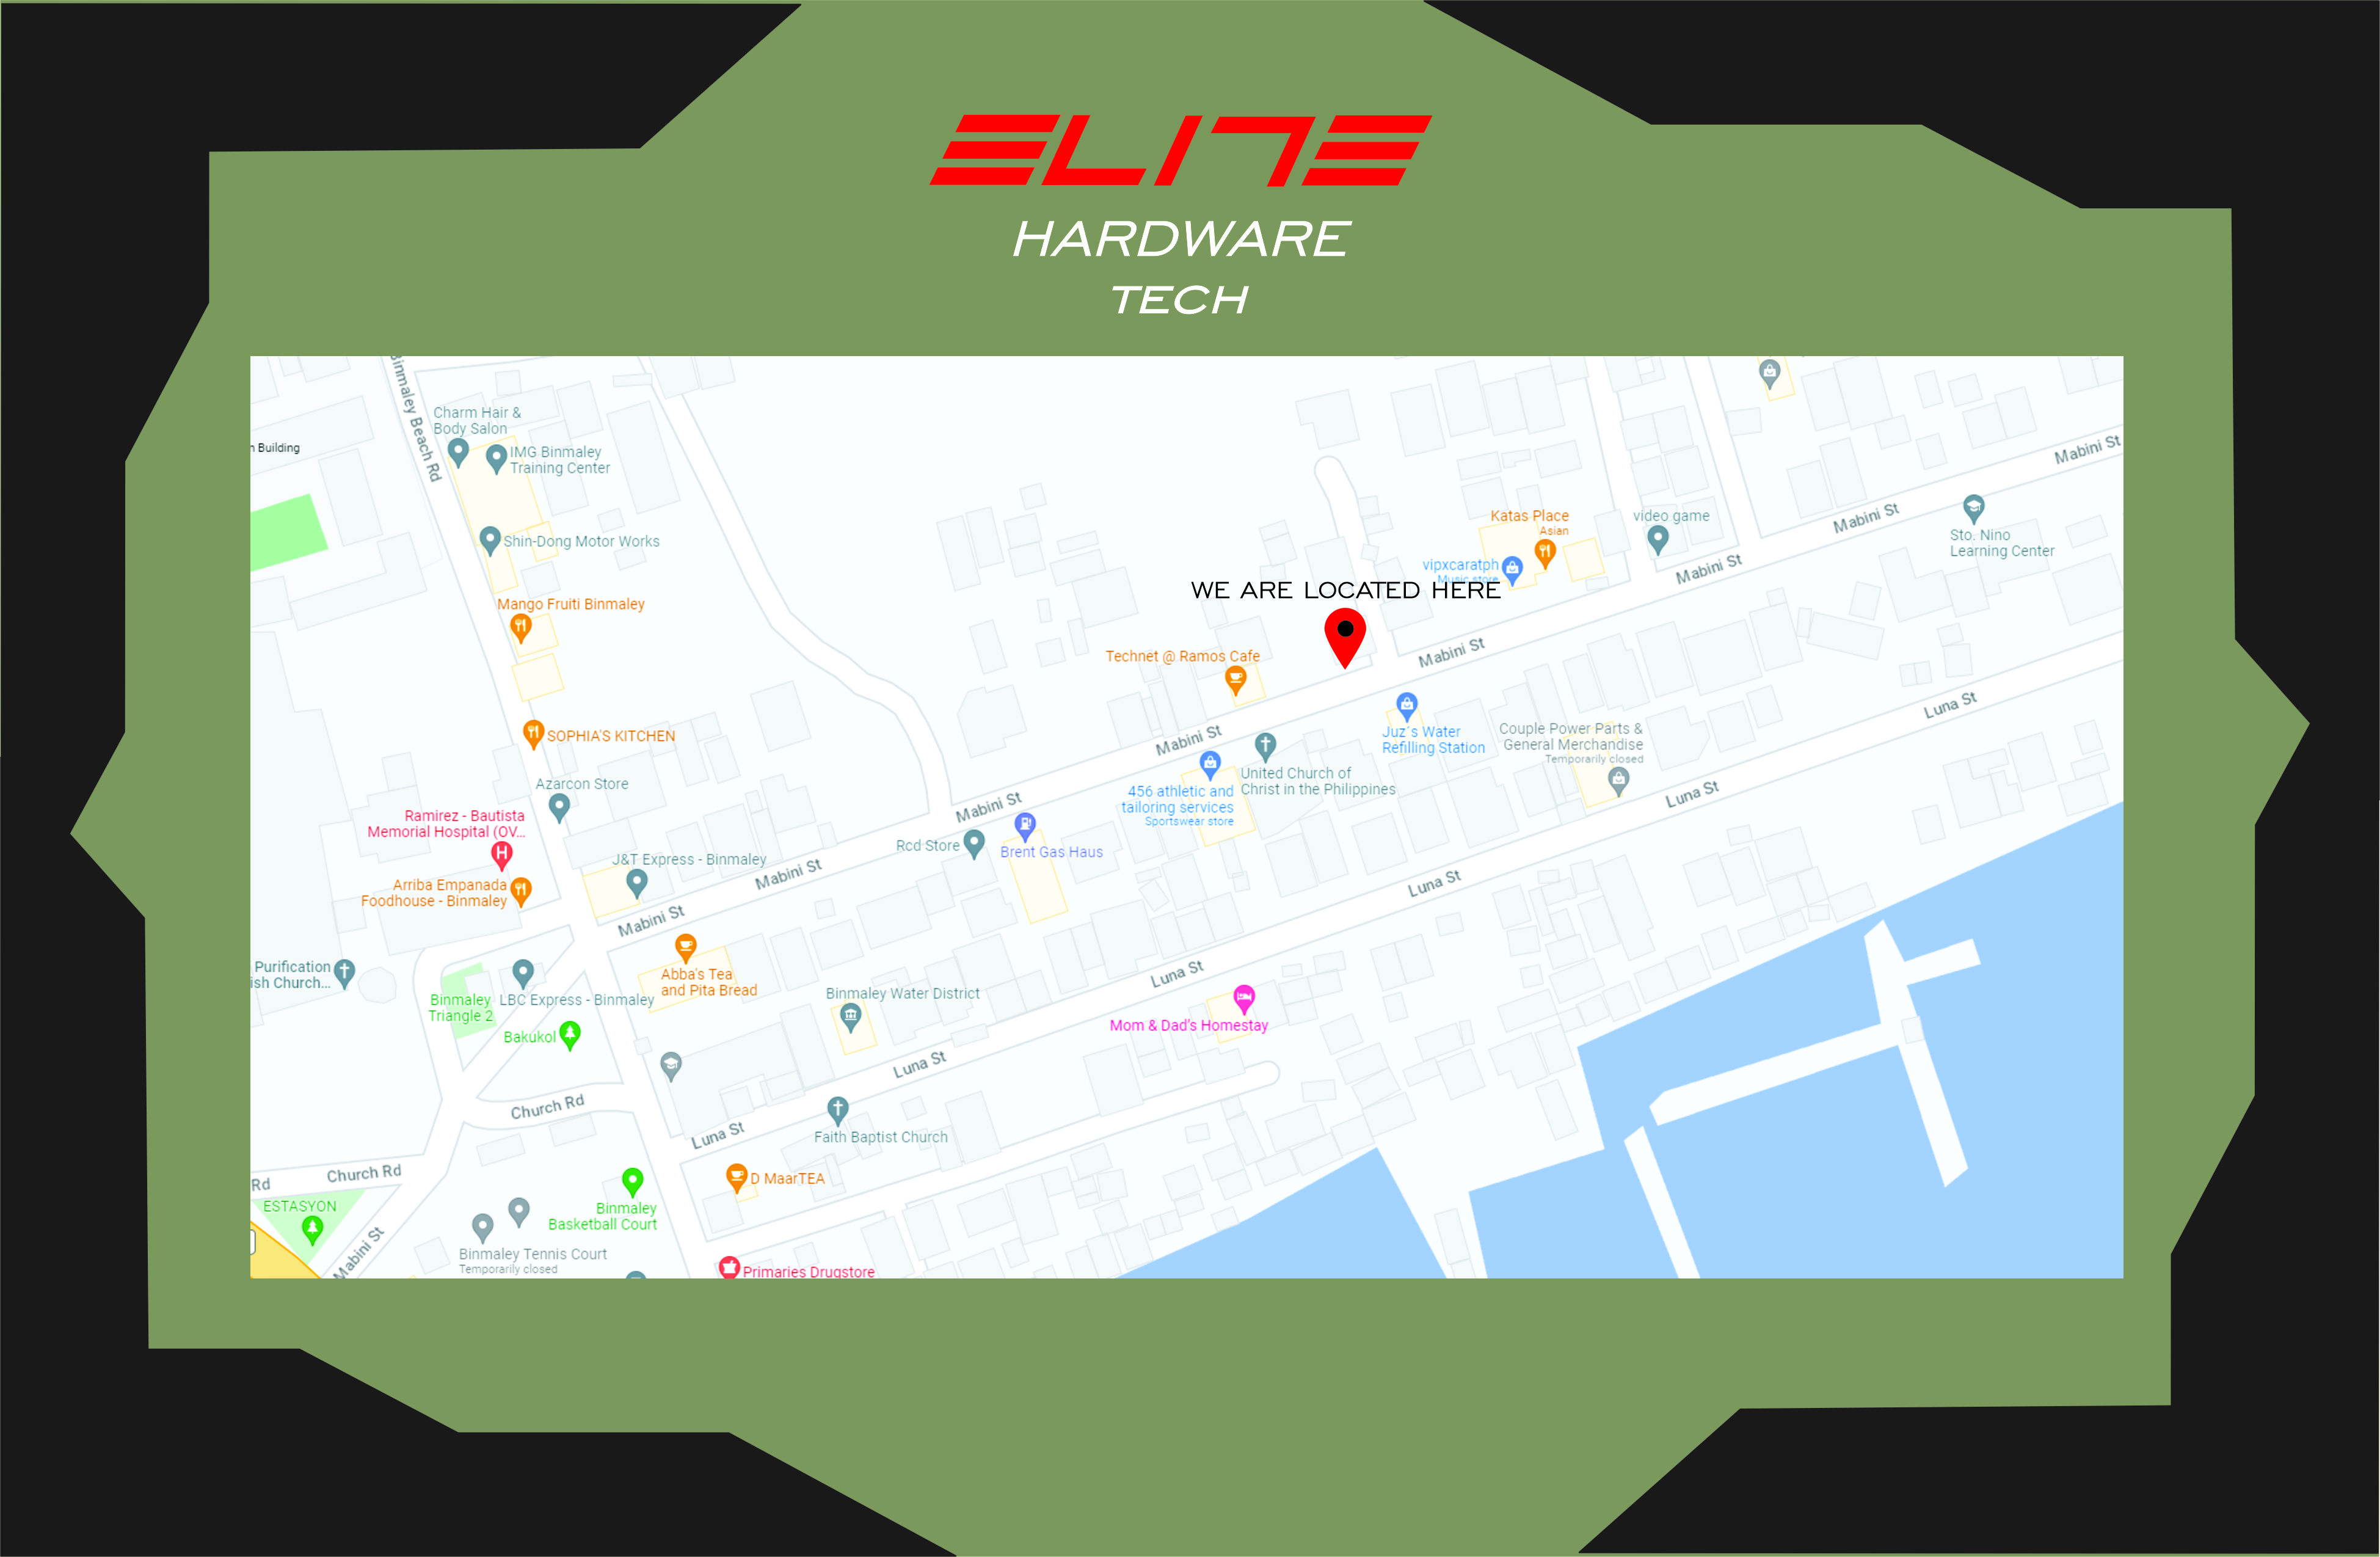 ELITE
HARDWARE
TECH
Binmaley Beach Rd
Charm Hair &
Body Salon
n Building
IMG Binmaley
Training Center
Shin-Dong Motor Works
Mango Fruiti Binmaley
SOPHIA'S KITCHEN
Azarcon Store
Ramirez - Bautista
Memorial Hospital (OV...
Arriba Empanada
Foodhouse - Binmaley
J&T Express - Binmaley
Mabini St
Mabini St
Mabini St
Mabini St
Mabini St
Mabini St
Mabini St
Mabini St
Katas Place
Asian
video game
vipxcaratph
Music store
WE ARE LOCATED HERE
Sto. Nino
Learning Center
Technet @ Ramos Cafe
Juz's Water
Refilling Station
Couple Power Parts &
General Merchandise
Temporarily closed
United Church of
Christ in the Philippines
456 athletic and
tailoring services
Sportswear store
Rcd Store
Brent Gas Haus
Luna St
Luna St
Luna St
Luna St
Luna St
Luna St
Purification
ish Church...
Binmaley
Triangle 2
LBC Express - Binmaley
Bakukol
Abba's Tea
and Pita Bread
Binmaley Water District
Mom & Dad's Homestay
Church Rd
Faith Baptist Church
Church Rd
Rd
D MaarTEA
ESTASYON
Binmaley
Basketball Court
Mabini St
Binmaley Tennis Court
Temporarily closed
Primaries Drugstore